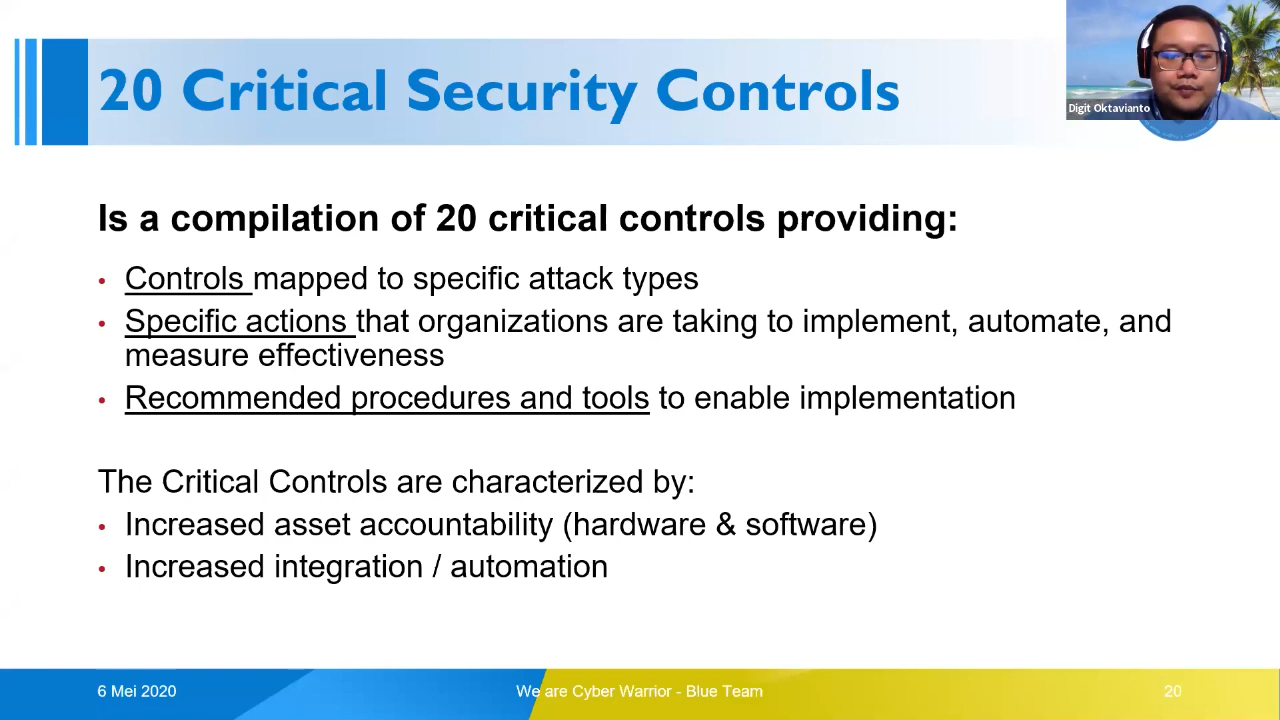 20 Critical Security Controls
Digit Oktavianto
Is a compilation of 20 critical controls providing:
• Controls mapped to specific attack types
• Specific actions that organizations are taking to implement, automate, and
measure effectiveness
• Recommended procedures and tools to enable implementation
The Critical Controls are characterized by:
• Increased asset accountability (hardware & software)
• Increased integration / automation
6 Mei 2020
We are Cyber Warrior - Blue Team
20